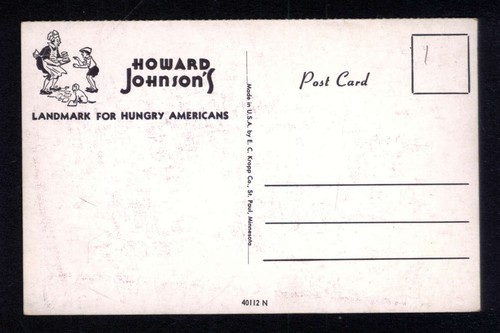 HOWARD
JOHNSON'S
LANDMARK FOR HUNGRY AMERICANS
Made in U.S.A. by E. C. Kropp Co., St. Paul, Minnesota
Post Card
1
40112 N